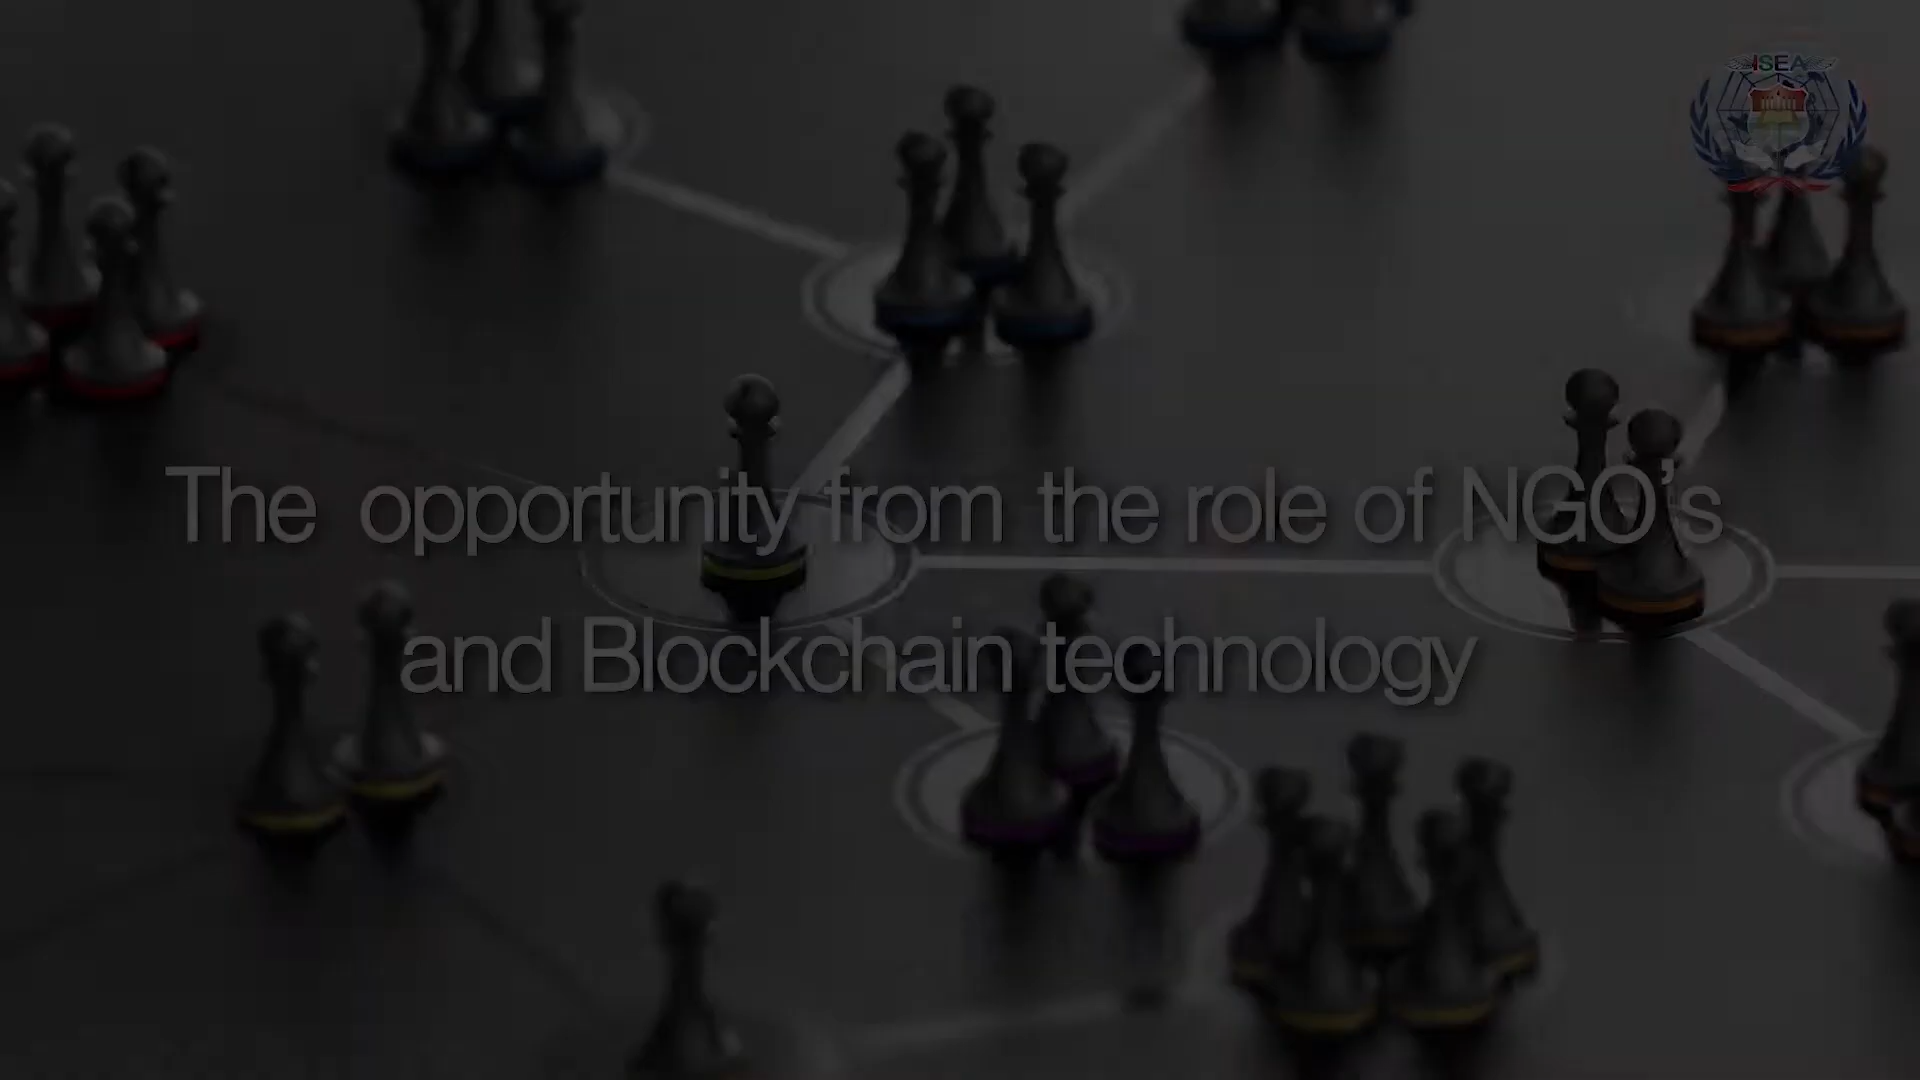 ISEA
The opportunity from the role of NGO’s
and Blockchain technology